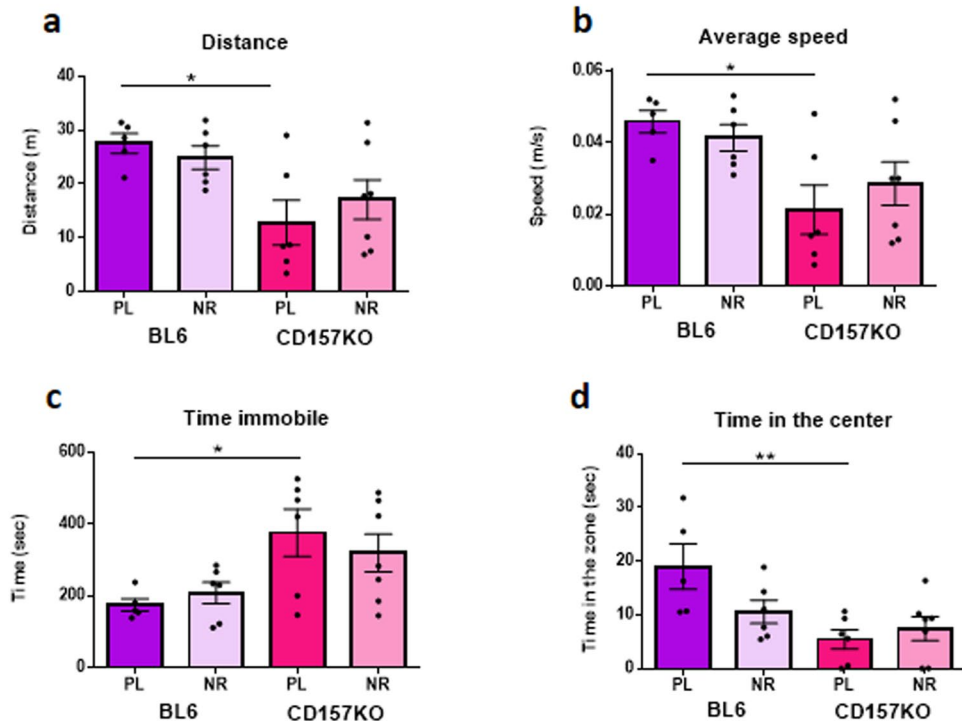 a
Distance
Distance (m)
40
30
20
10
0
*
PL NR PL NR
BL6 CD157KO
b
Average speed
Speed (m/s)
0.06
0.04
0.02
0.00
*
PL NR PL NR
BL6 CD157KO
c
Time immobile
Time (sec)
600
400
200
0
*
PL NR PL NR
BL6 CD157KO
d
Time in the center
Time in the zone (sec)
40
30
20
10
0
**
PL NR PL NR
BL6 CD157KO